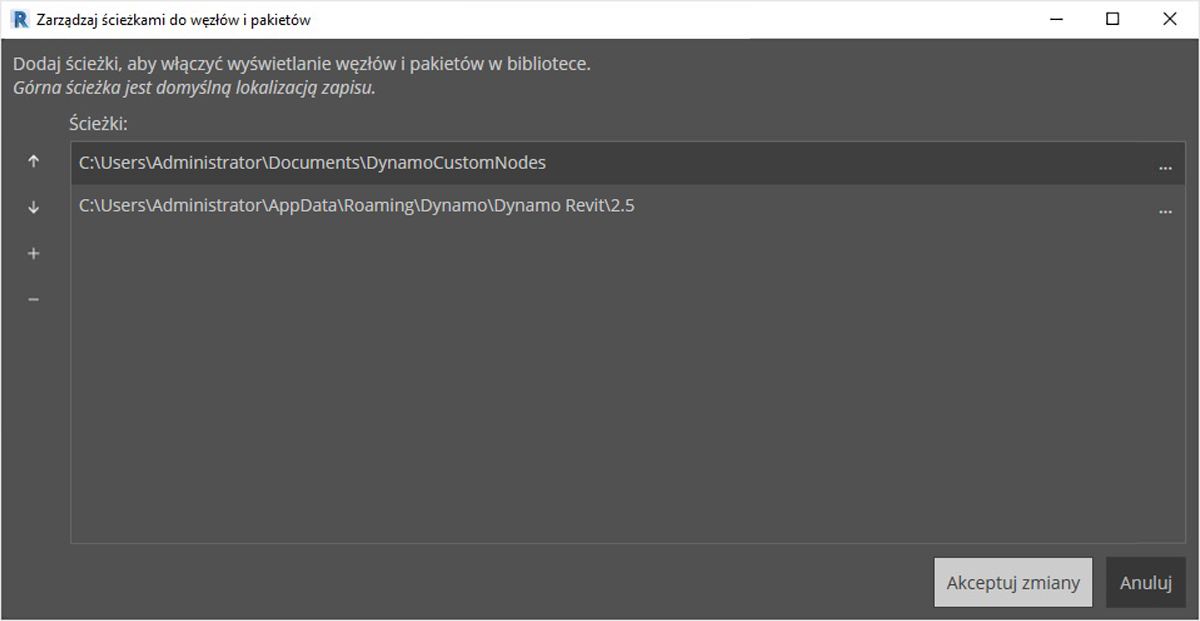 Zarządzaj ścieżkami do węzłów i pakietów
Dodaj ścieżki, aby włączyć wyświetlanie węzłów i pakietów w bibliotece.
Górna ścieżka jest domyślną lokalizacją zapisu.
Ścieżki:
C:\Users\Administrator\Documents\DynamoCustomNodes ...
C:\Users\Administrator\AppData\Roaming\Dynamo\Dynamo Revit\2.5 ...
Akceptuj zmiany Anuluj